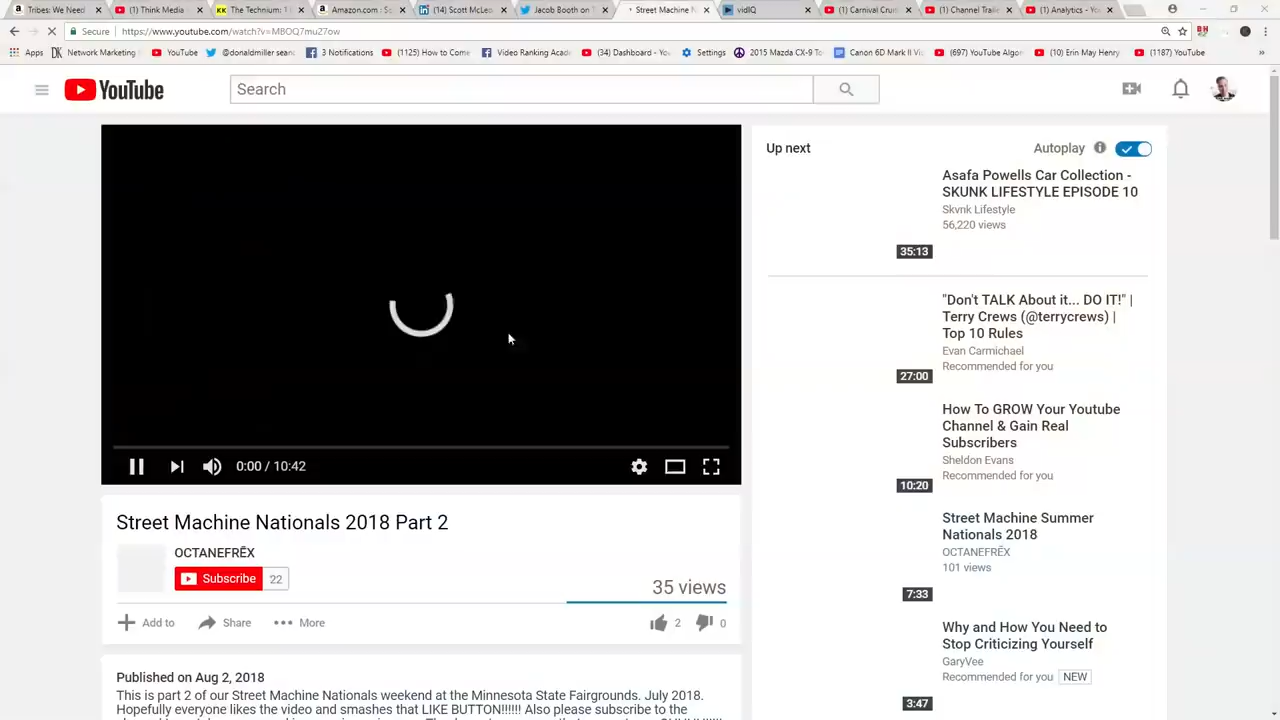 Tribes: We Need
(1) Think Media
KK The Technium: 1
Amazon.com : Sc
(14) Scott McLeo
Jacob Booth on T
Street Machine N
vidIQ
(1) Carnival Crus
(1) Channel Traile
(1) Analytics - Yo
Secure https://www.youtube.com/watch?v=MBOQ7muZ7ow
Apps DK Network Marketing YouTube @donaldmiller seanc 3 Notifications (1125) How to Come Video Ranking Acade (34) Dashboard - You Settings 2015 Mazda CX-9 To Canon 6D Mark II Vi (697) YouTube Algor (10) Erin May Henry (1187) YouTube
YouTube
Search
Up next Autoplay
Asafa Powells Car Collection -
SKUNK LIFESTYLE EPISODE 10
Skvnk Lifestyle
56,220 views
35:13
"Don't TALK About it... DO IT!" |
Terry Crews (@terrycrews) |
Top 10 Rules
Evan Carmichael
Recommended for you
27:00
How To GROW Your Youtube
Channel & Gain Real
Subscribers
Sheldon Evans
Recommended for you
10:20
Street Machine Summer
Nationals 2018
OCTANEFRĒX
101 views
7:33
Why and How You Need to
Stop Criticizing Yourself
GaryVee
Recommended for you NEW
3:47
0:00 / 10:42
Street Machine Nationals 2018 Part 2
OCTANEFRĒX
Subscribe 22
35 views
Add to Share More 2 0
Published on Aug 2, 2018
This is part 2 of our Street Machine Nationals weekend at the Minnesota State Fairgrounds. July 2018.
Hopefully everyone likes the video and smashes that LIKE BUTTON!!!!!! Also please subscribe to the